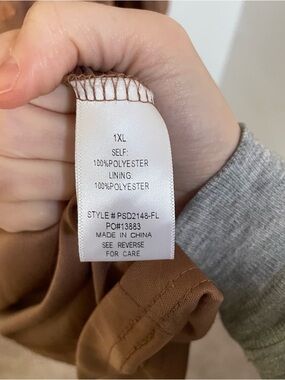 1XL
SELF:
100%POLYESTER
LINING:
100%POLYESTER
STYLE # PSD2148-FL
PO#13883
MADE IN CHINA
SEE REVERSE
FOR CARE